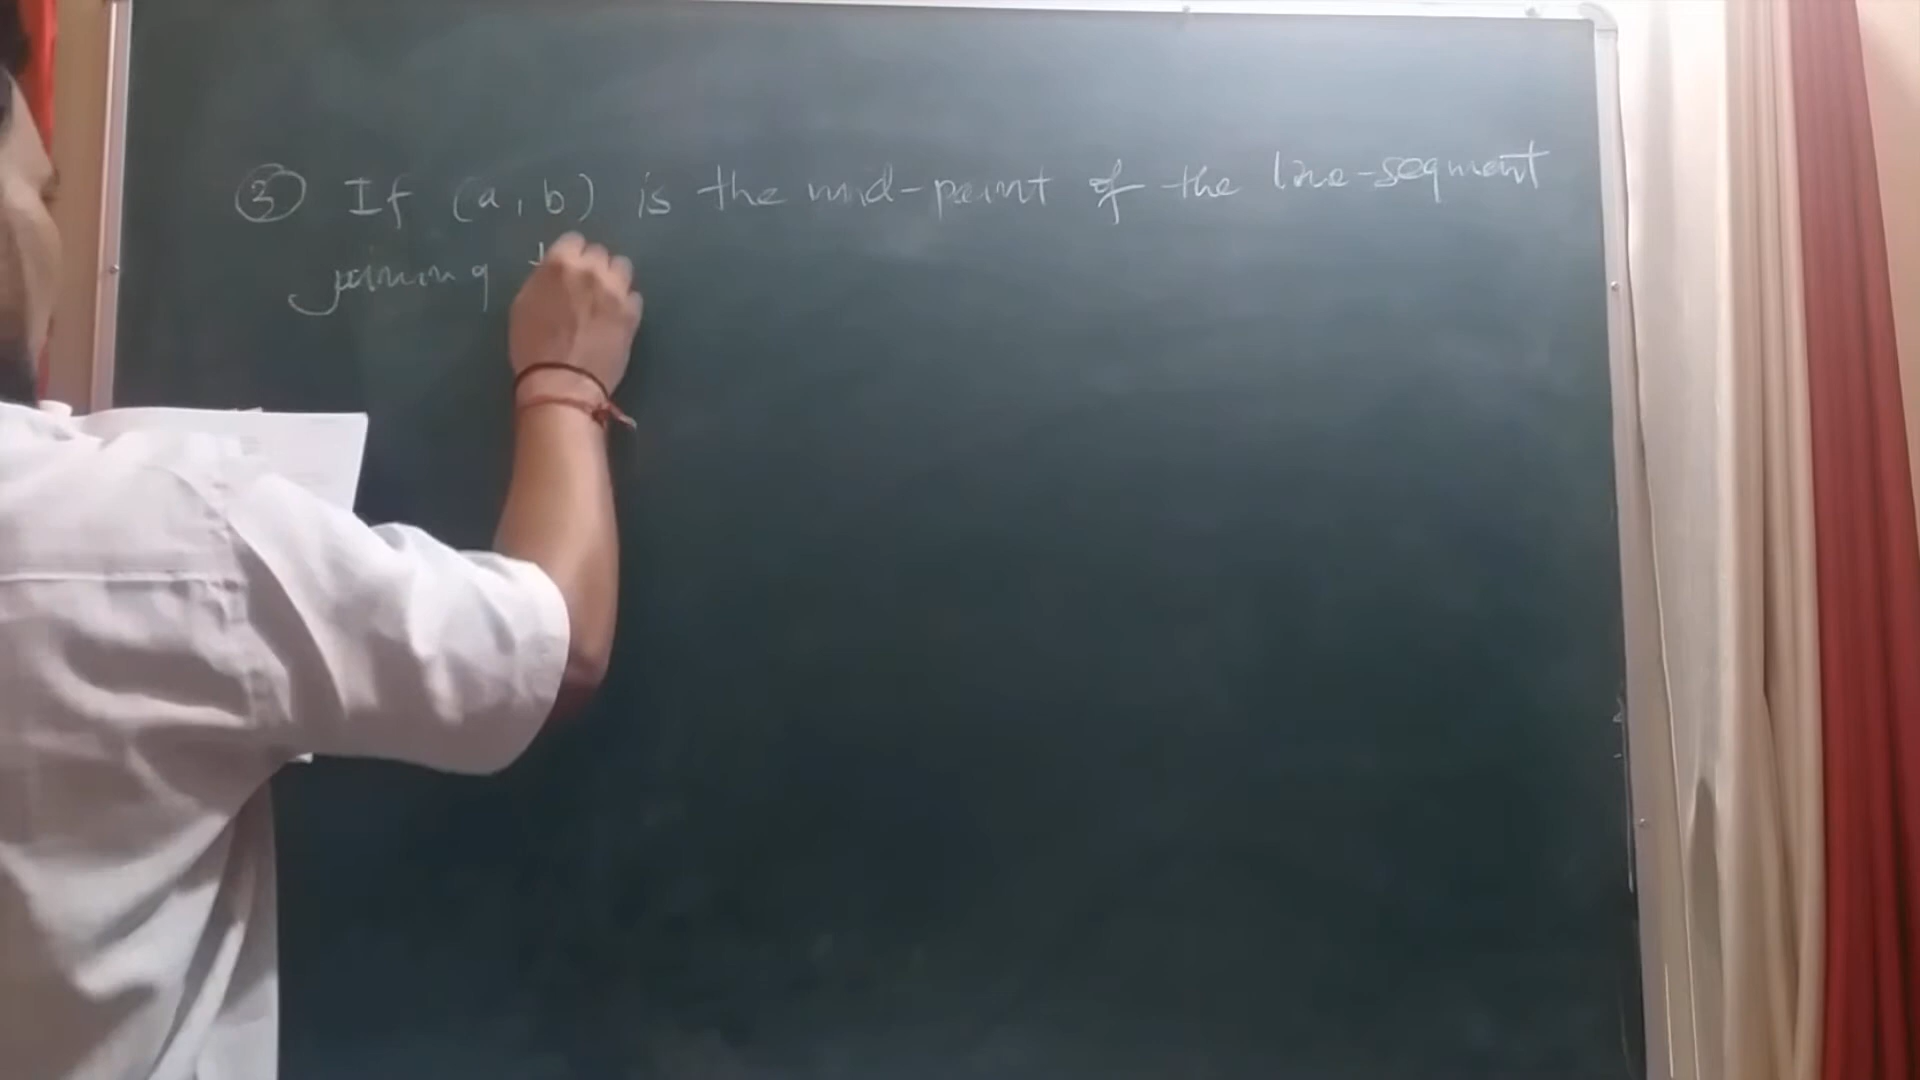 ③ If (a, b) is the mid-point of the line-segment
joining